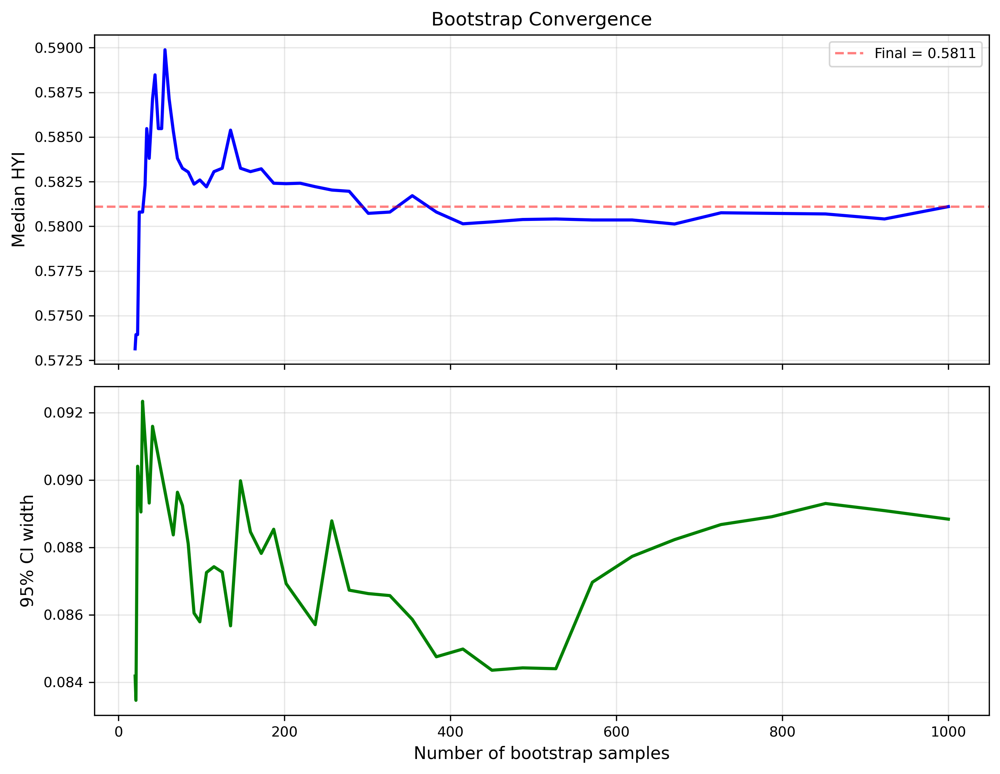 Bootstrap Convergence
Final = 0.5811
Median HYI
0.5900
0.5875
0.5850
0.5825
0.5800
0.5775
0.5750
0.5725
95% CI width
0.092
0.090
0.088
0.086
0.084
0 200 400 600 800 1000
Number of bootstrap samples